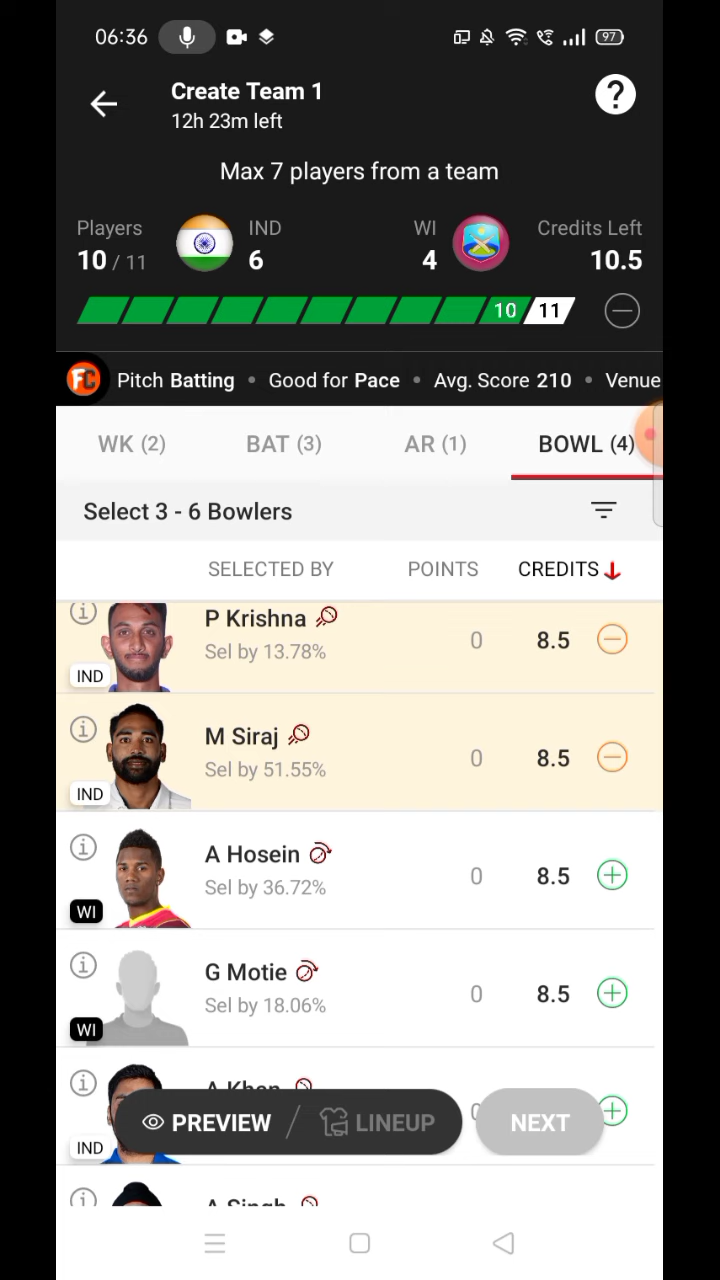 06:36
97
Create Team 1
12h 23m left
?
Max 7 players from a team
Players IND WI Credits Left
10 / 11 6 4 10.5
10 11
FC Pitch Batting • Good for Pace • Avg. Score 210 • Venue
WK (2) BAT (3) AR (1) BOWL (4)
Select 3 - 6 Bowlers
SELECTED BY POINTS CREDITS
P Krishna
Sel by 13.78% 0 8.5
IND
M Siraj
Sel by 51.55% 0 8.5
IND
A Hosein
Sel by 36.72% 0 8.5
WI
G Motie
Sel by 18.06% 0 8.5
WI
A Khan
PREVIEW / LINEUP NEXT
IND
A Singh